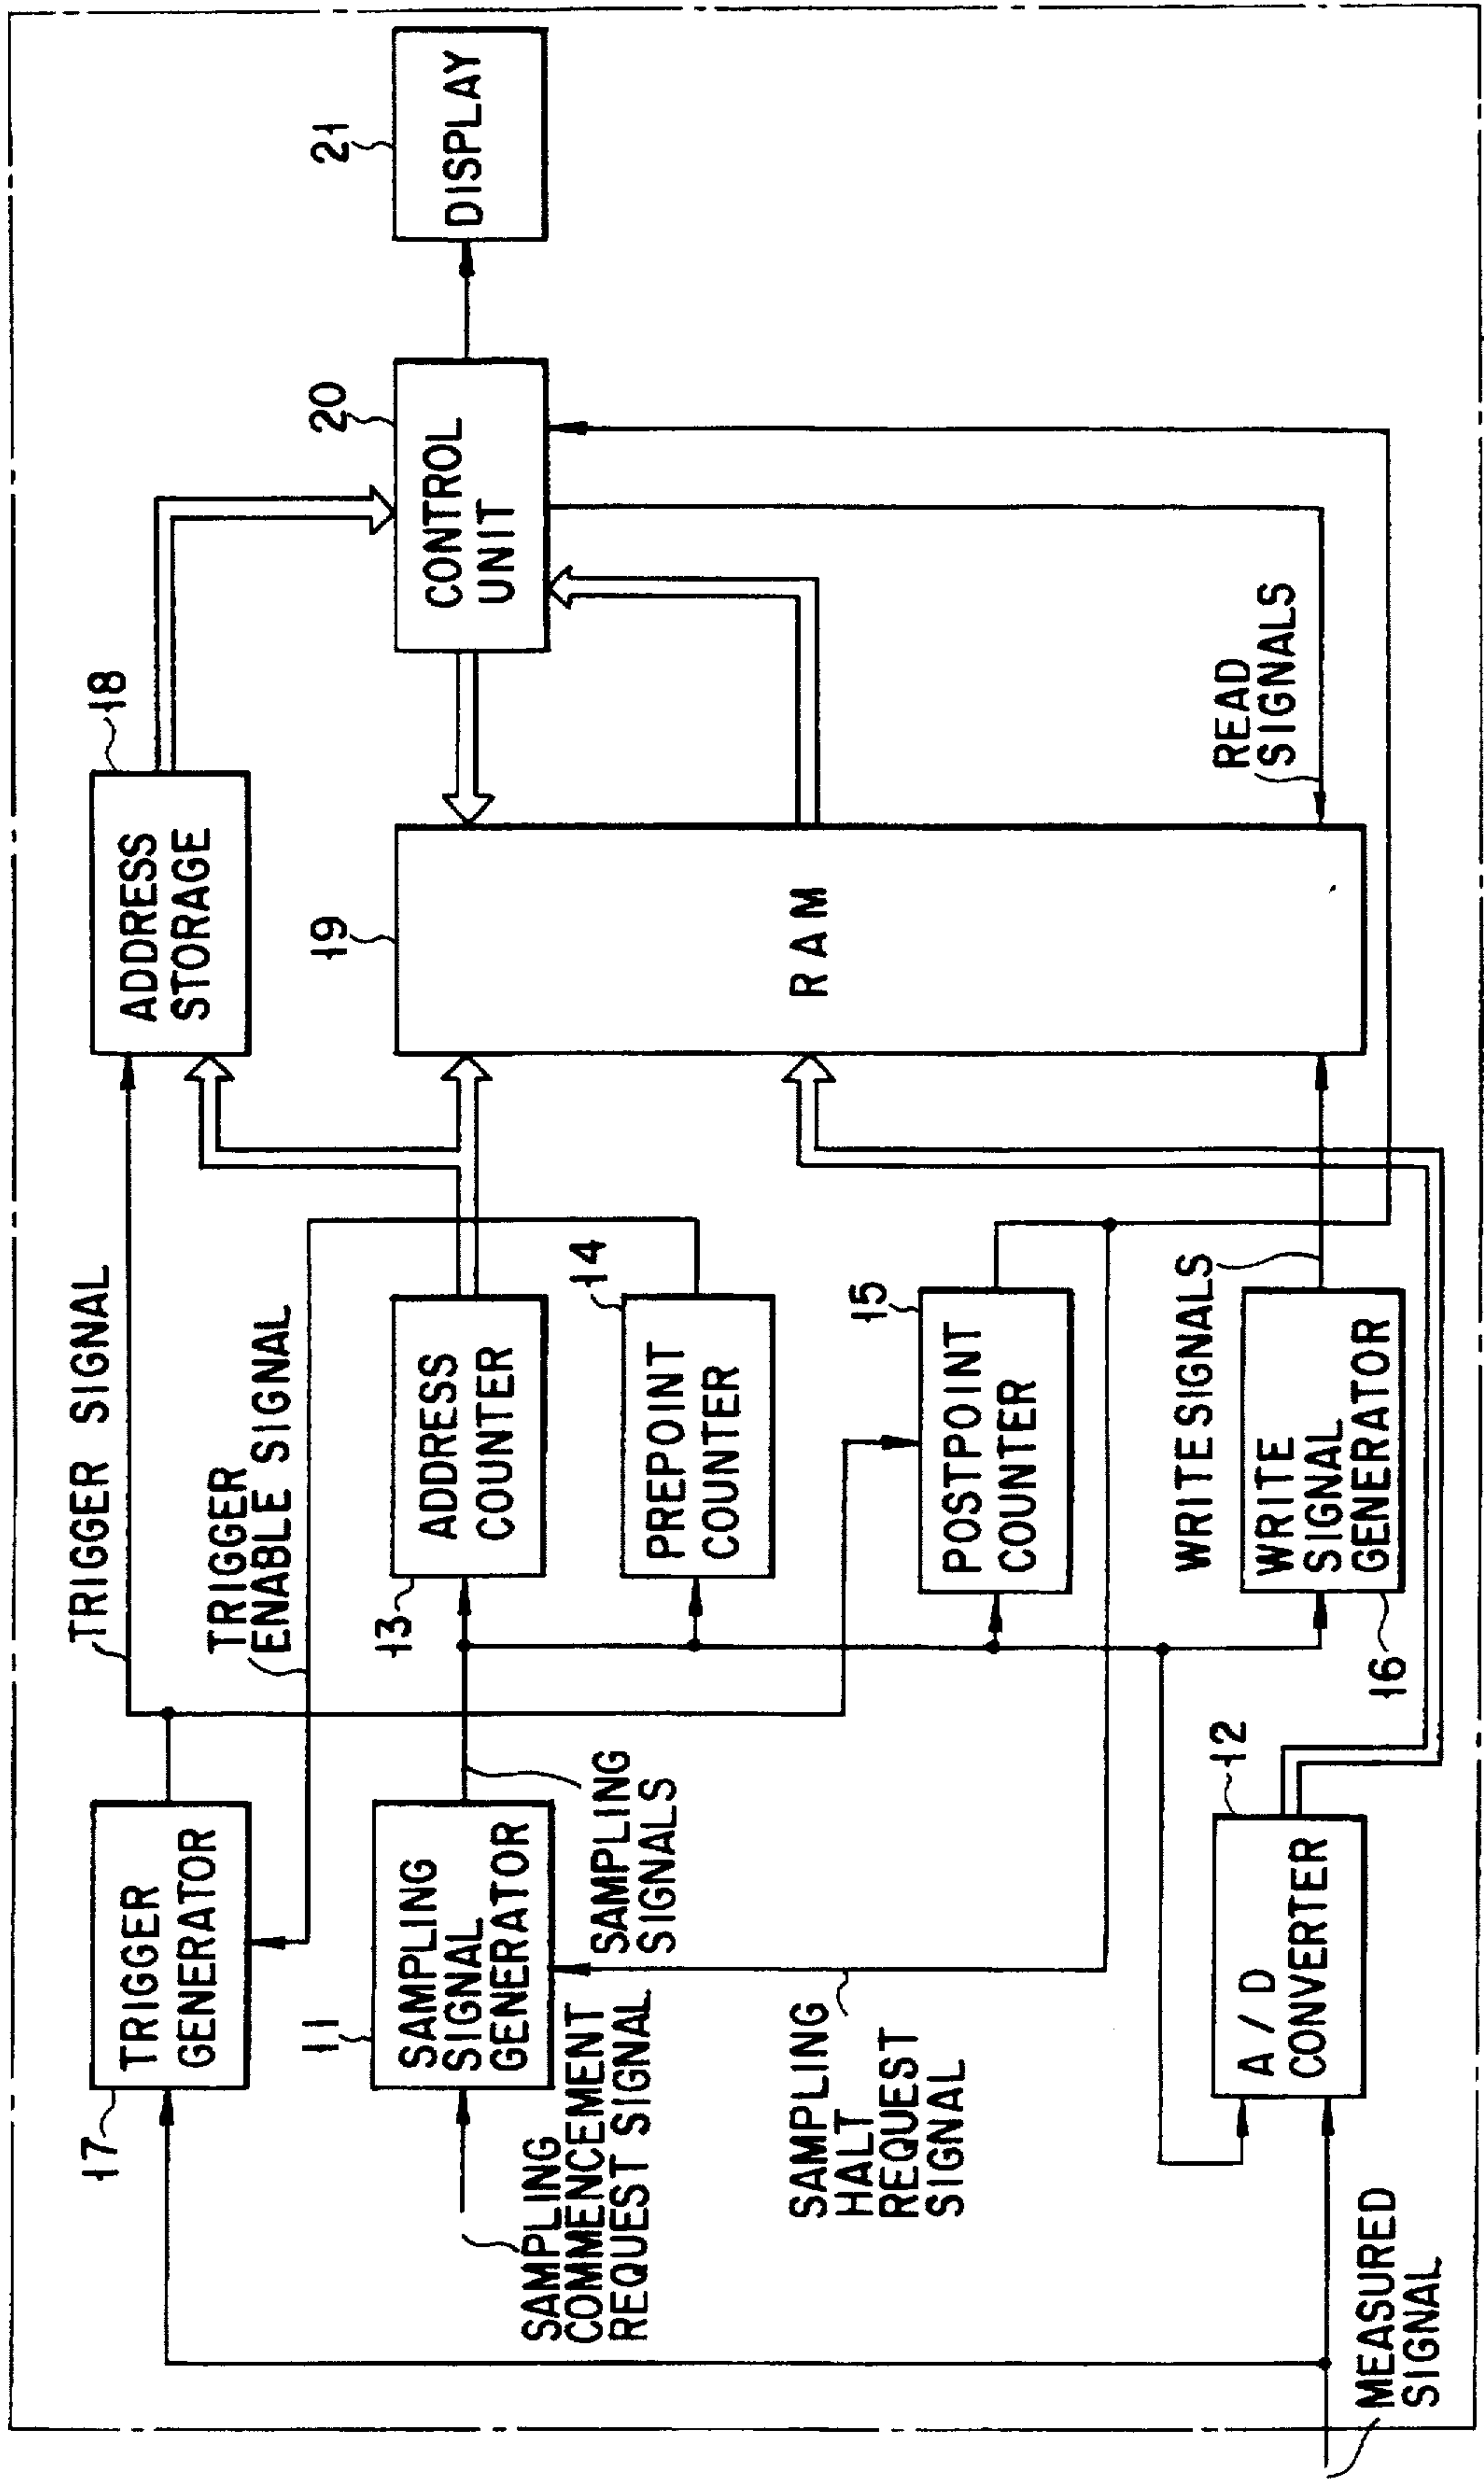 TRIGGER SIGNAL
17
TRIGGER
GENERATOR
TRIGGER
ENABLE SIGNAL
18
ADDRESS
STORAGE
11
SAMPLING
SIGNAL
GENERATOR
SAMPLING
COMMENCEMENT
REQUEST SIGNAL
SAMPLING
SIGNALS
13
ADDRESS
COUNTER
14
PREPOINT
COUNTER
19
RAM
20
CONTROL
UNIT
21
DISPLAY
SAMPLING
HALT
REQUEST
SIGNAL
15
POSTPOINT
COUNTER
12
A/D
CONVERTER
16
WRITE
SIGNAL
GENERATOR
WRITE SIGNALS
READ
SIGNALS
MEASURED
SIGNAL